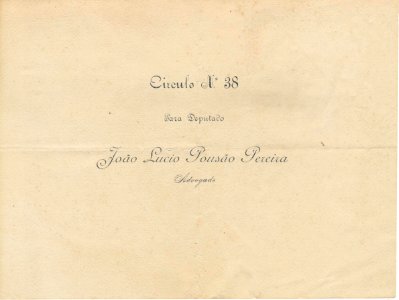 Circulo Nº 38
Para Deputado
João Lucio Pousão Pereira
Advogado